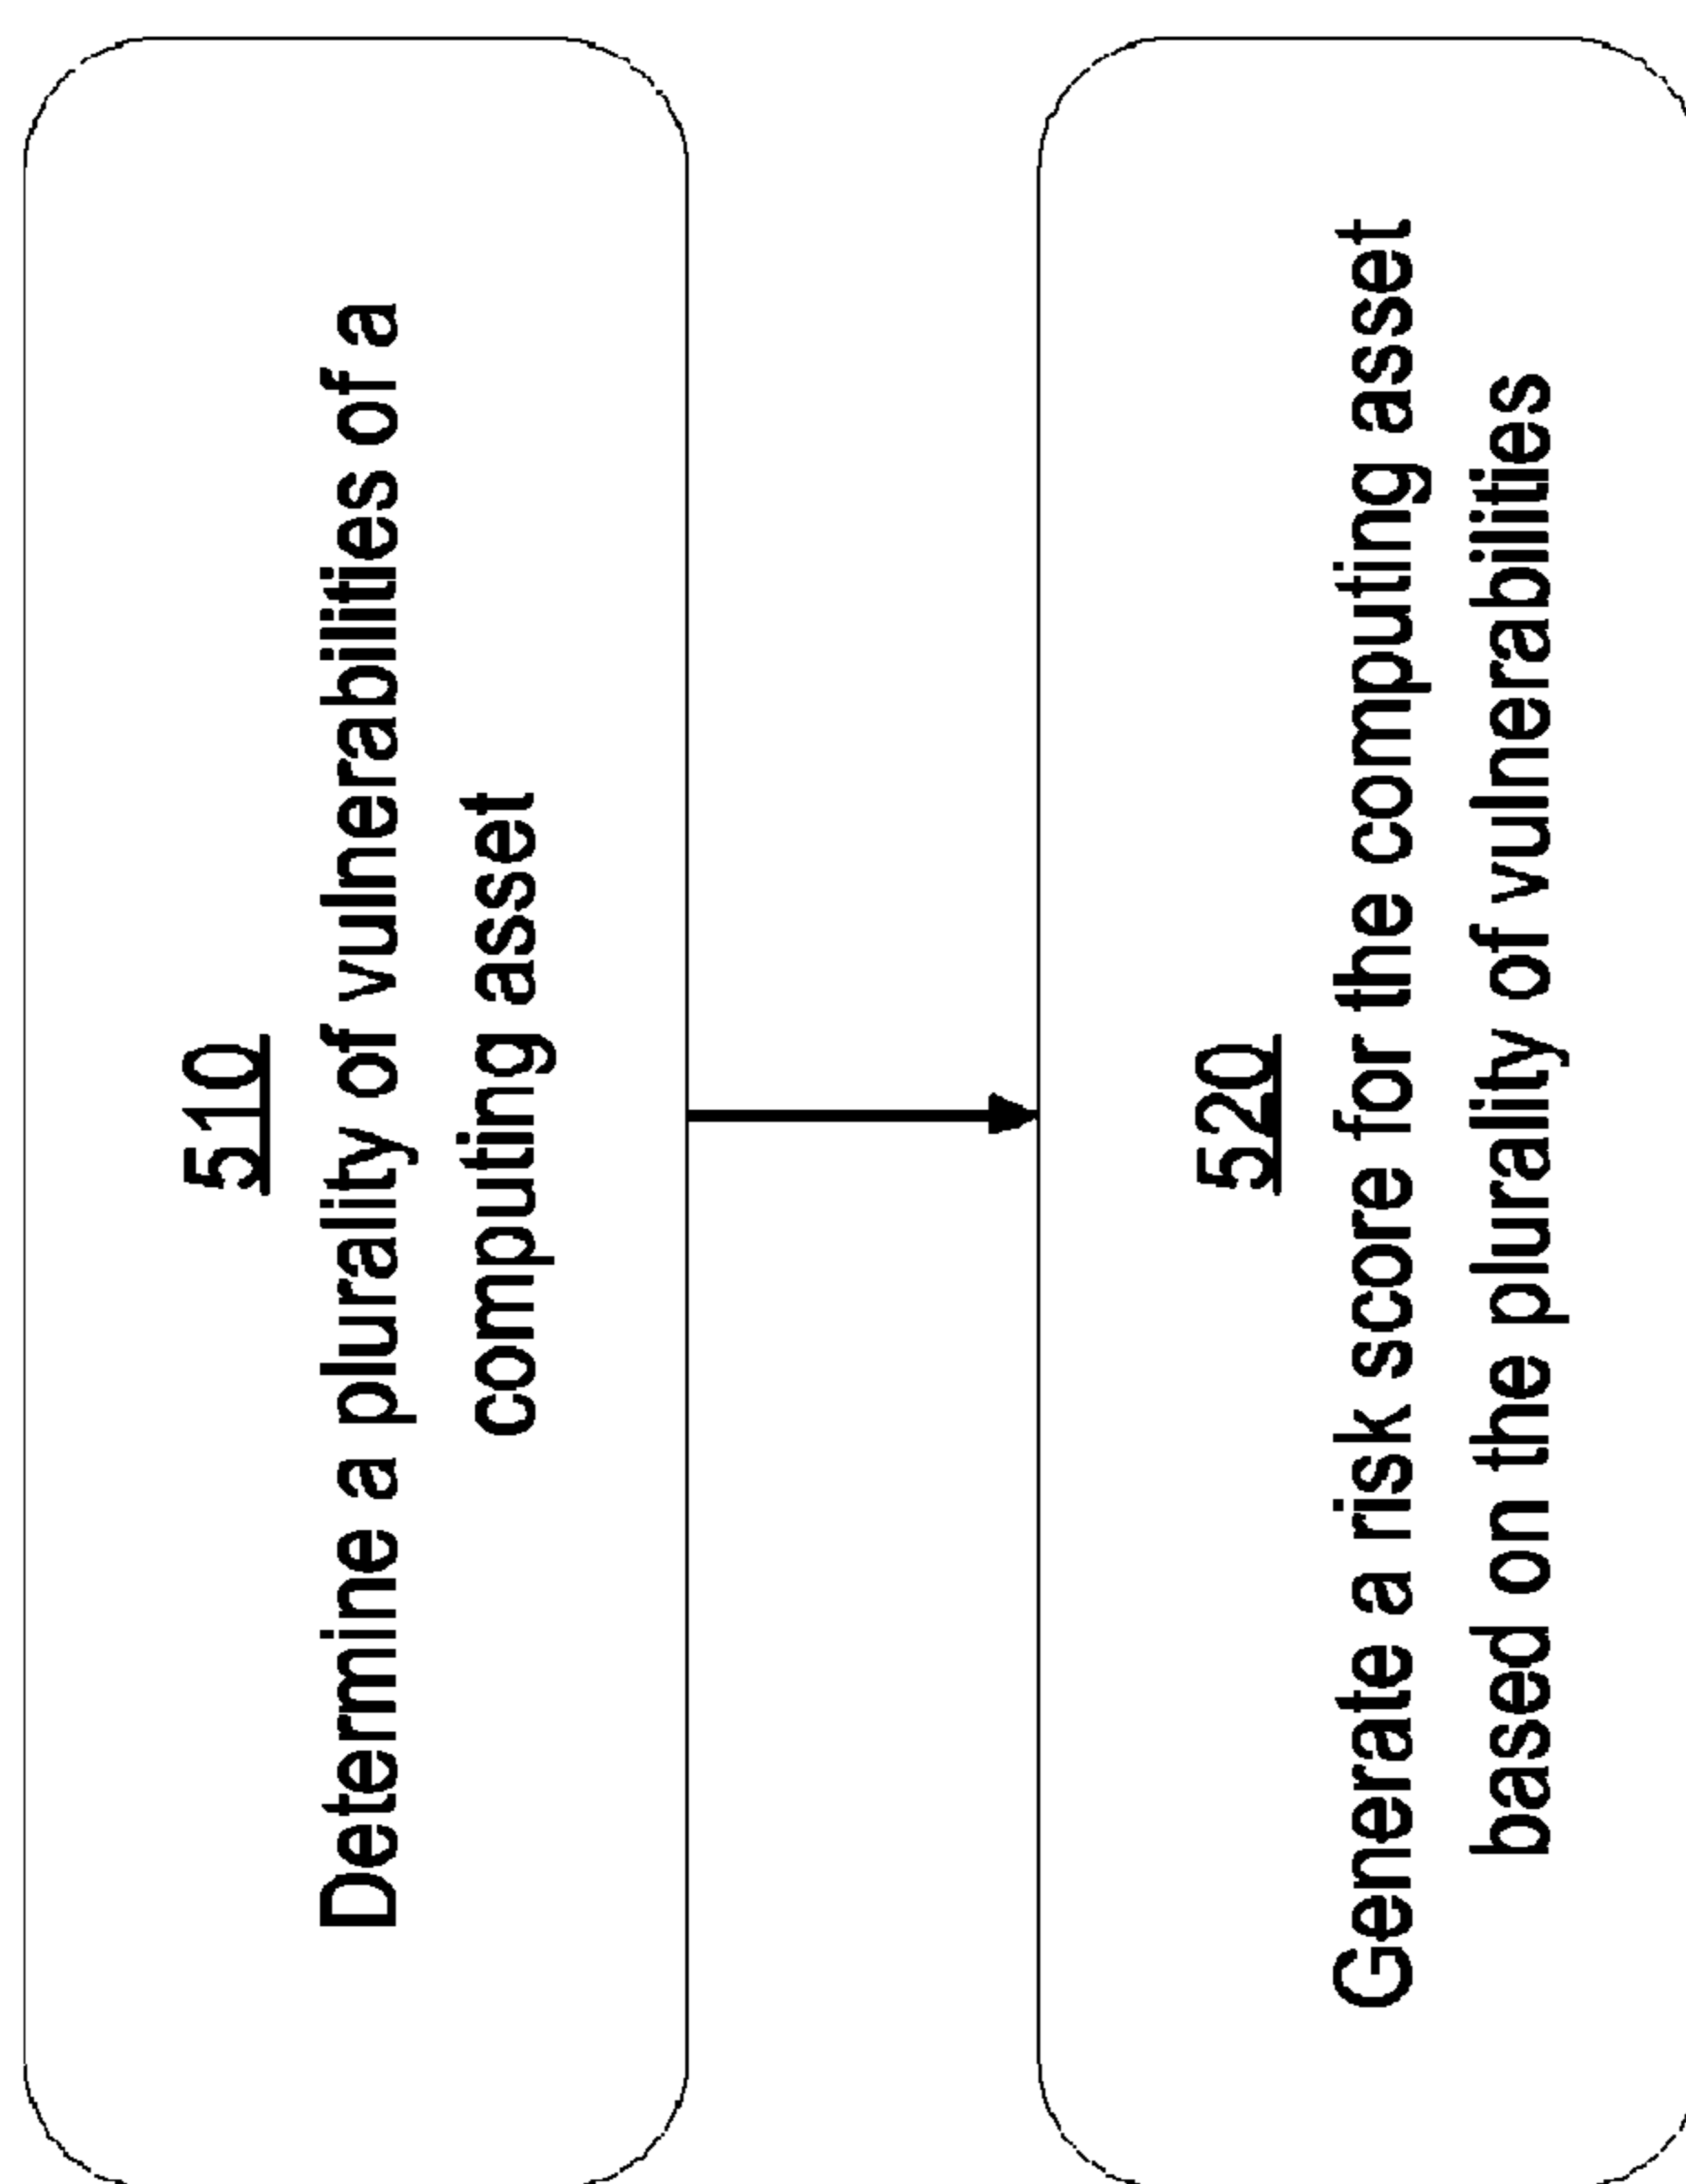 510
Determine a plurality of vulnerabilities of a
computing asset
520
Generate a risk score for the computing asset
based on the plurality of vulnerabilities